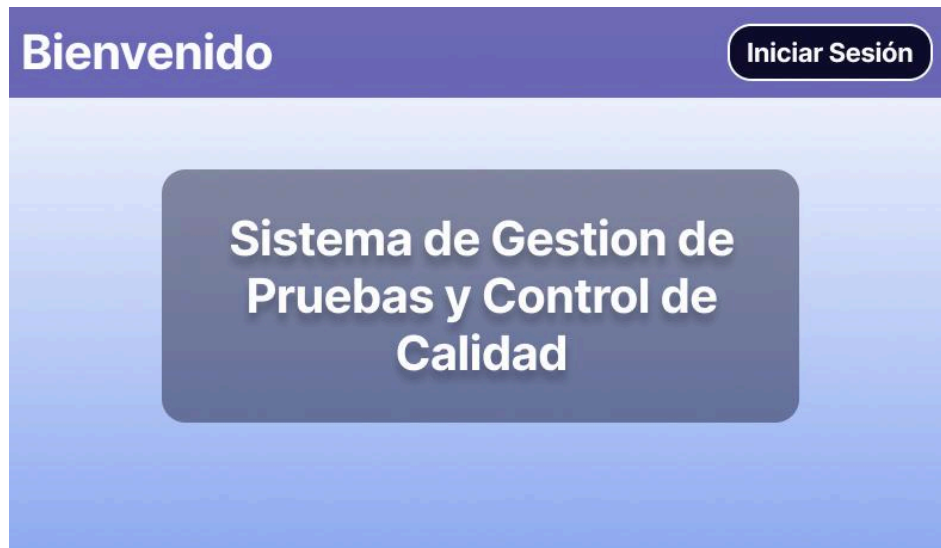 Bienvenido
Iniciar Sesión
Sistema de Gestion de
Pruebas y Control de
Calidad